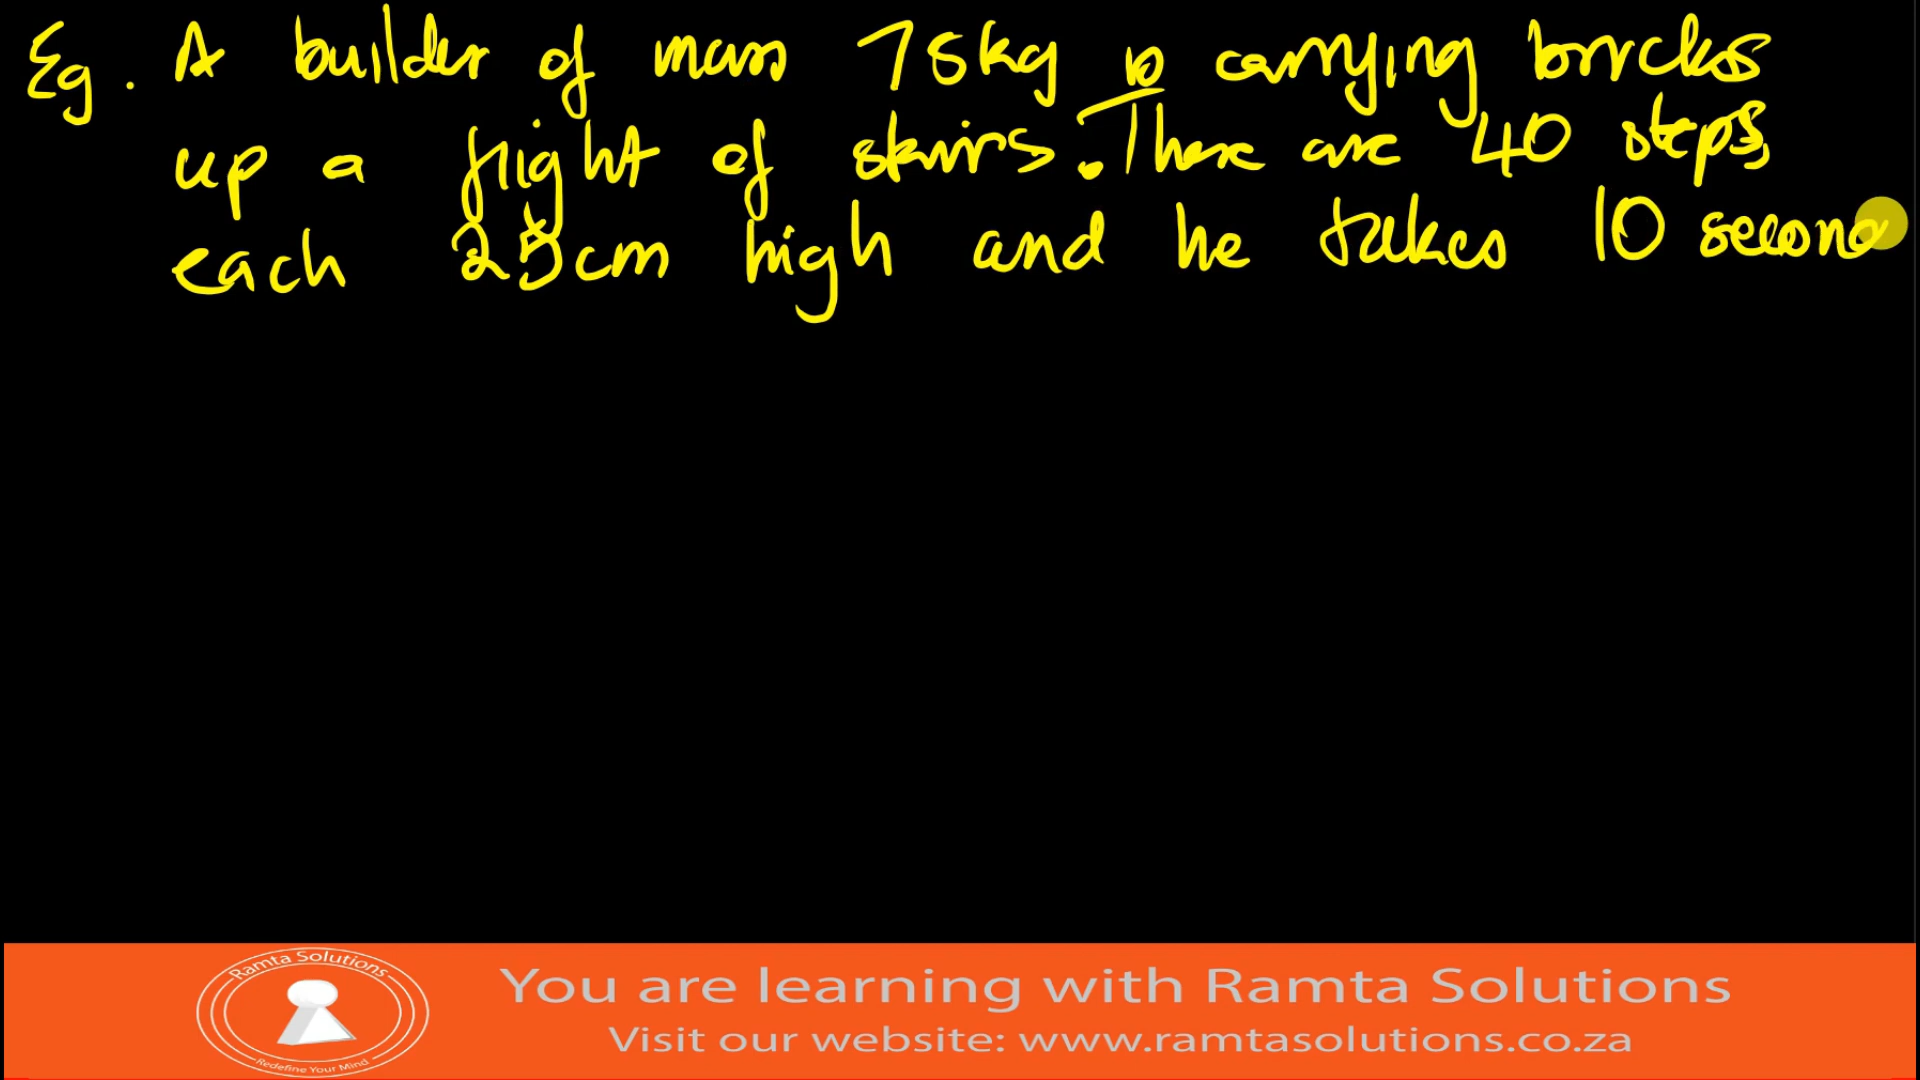 Eg. A builder of mass 75kg is carrying bricks
up a flight of stairs. There are 40 steps,
each 25cm high and he takes 10 second
Ramta Solutions
Redefine Your Mind
You are learning with Ramta Solutions
Visit our website: www.ramtasolutions.co.za